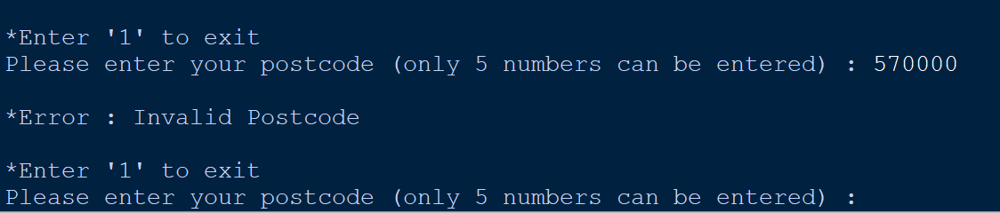 *Enter '1' to exit
Please enter your postcode (only 5 numbers can be entered) : 570000
*Error : Invalid Postcode
*Enter '1' to exit
Please enter your postcode (only 5 numbers can be entered) :